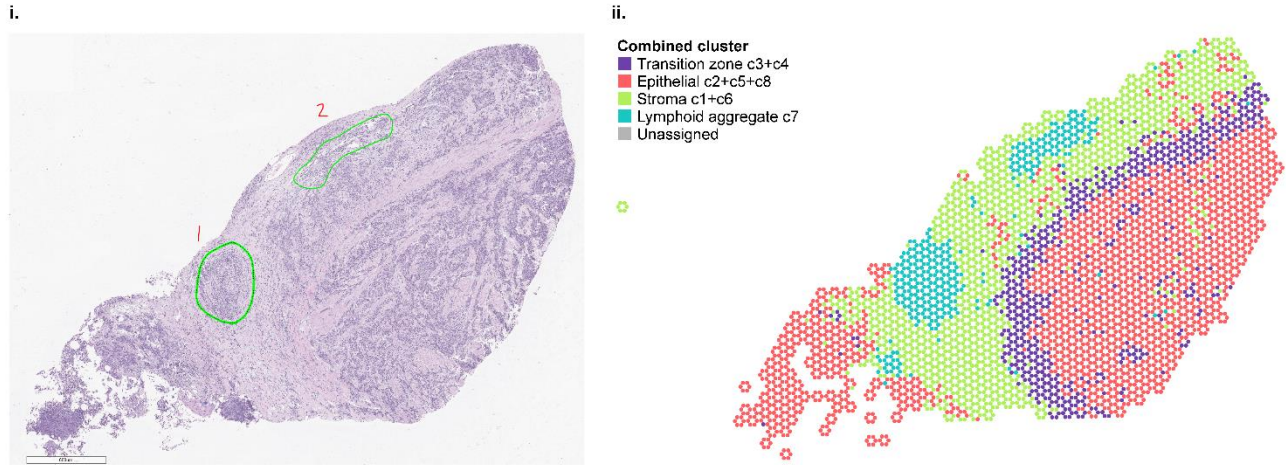 i.
2
1
ii.
Combined cluster
Transition zone c3+c4
Epithelial c2+c5+c8
Stroma c1+c6
Lymphoid aggregate c7
Unassigned